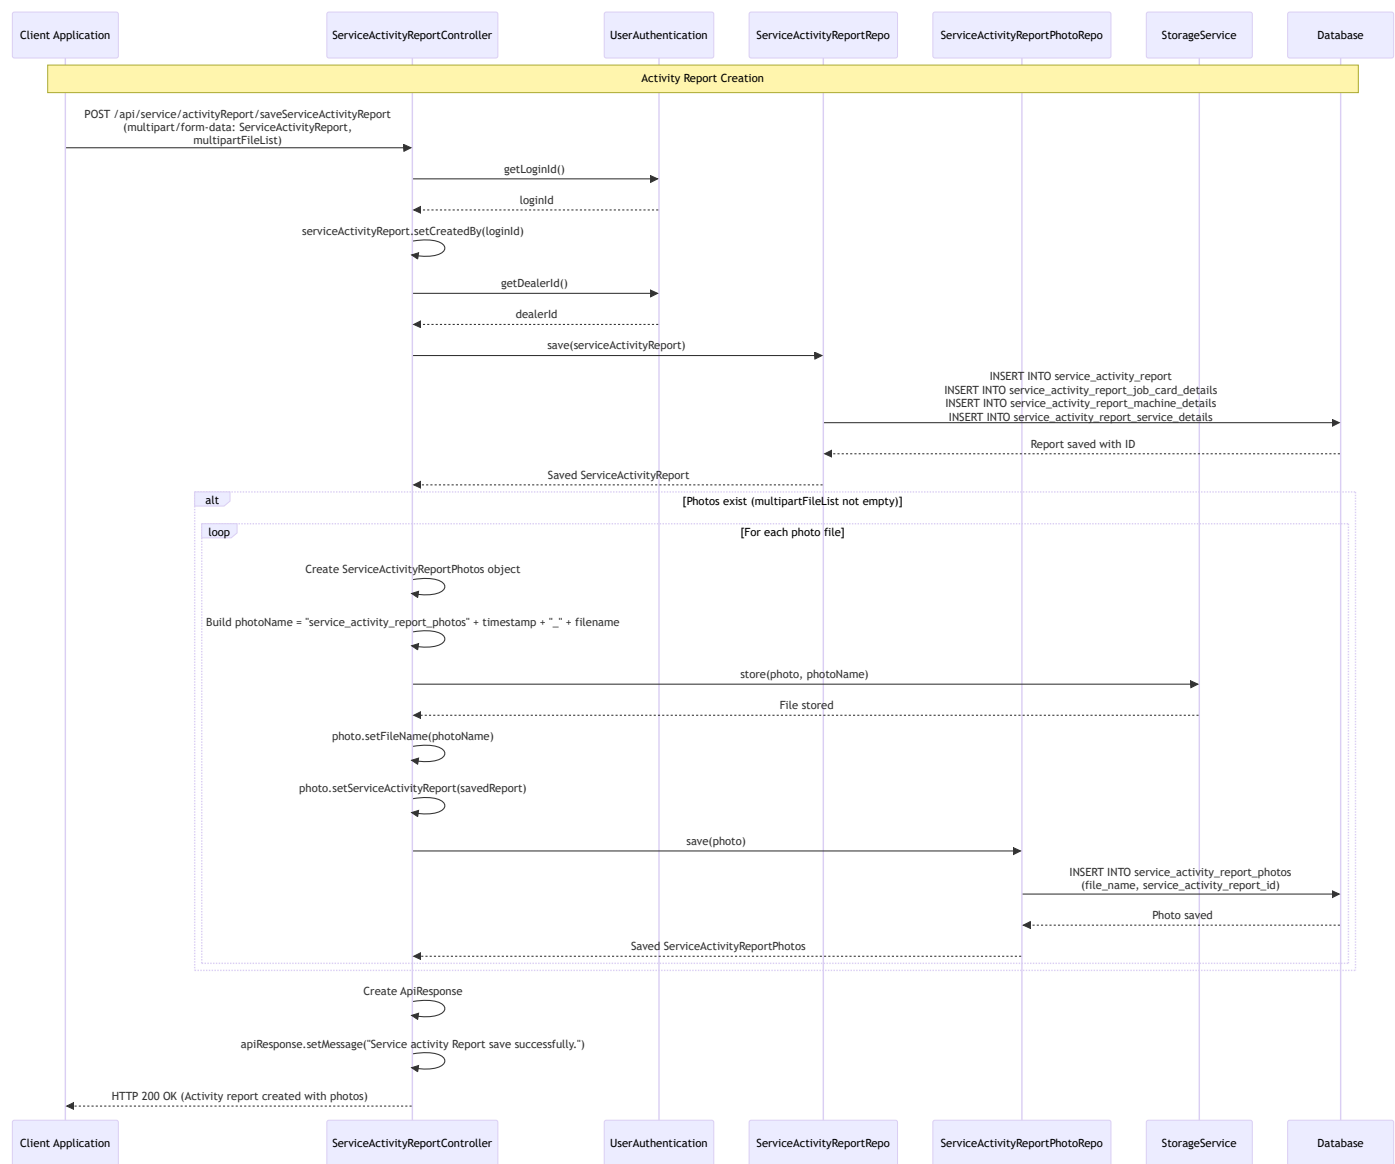 Client Application
ServiceActivityReportController
UserAuthentication
ServiceActivityReportRepo
ServiceActivityReportPhotoRepo
StorageService
Database
Activity Report Creation
POST /api/service/activityReport/saveServiceActivityReport
(multipart/form-data: ServiceActivityReport,
multipartFileList)
getLoginId()
loginId
serviceActivityReport.setCreatedBy(loginId)
getDealerId()
dealerId
save(serviceActivityReport)
INSERT INTO service_activity_report
INSERT INTO service_activity_report_job_card_details
INSERT INTO service_activity_report_machine_details
INSERT INTO service_activity_report_service_details
Report saved with ID
Saved ServiceActivityReport
alt
[Photos exist (multipartFileList not empty)]
loop
[For each photo file]
Create ServiceActivityReportPhotos object
Build photoName = "service_activity_report_photos" + timestamp + "_" + filename
store(photo, photoName)
File stored
photo.setFileName(photoName)
photo.setServiceActivityReport(savedReport)
save(photo)
INSERT INTO service_activity_report_photos
(file_name, service_activity_report_id)
Photo saved
Saved ServiceActivityReportPhotos
Create ApiResponse
apiResponse.setMessage("Service activity Report save successfully.")
HTTP 200 OK (Activity report created with photos)
Client Application
ServiceActivityReportController
UserAuthentication
ServiceActivityReportRepo
ServiceActivityReportPhotoRepo
StorageService
Database